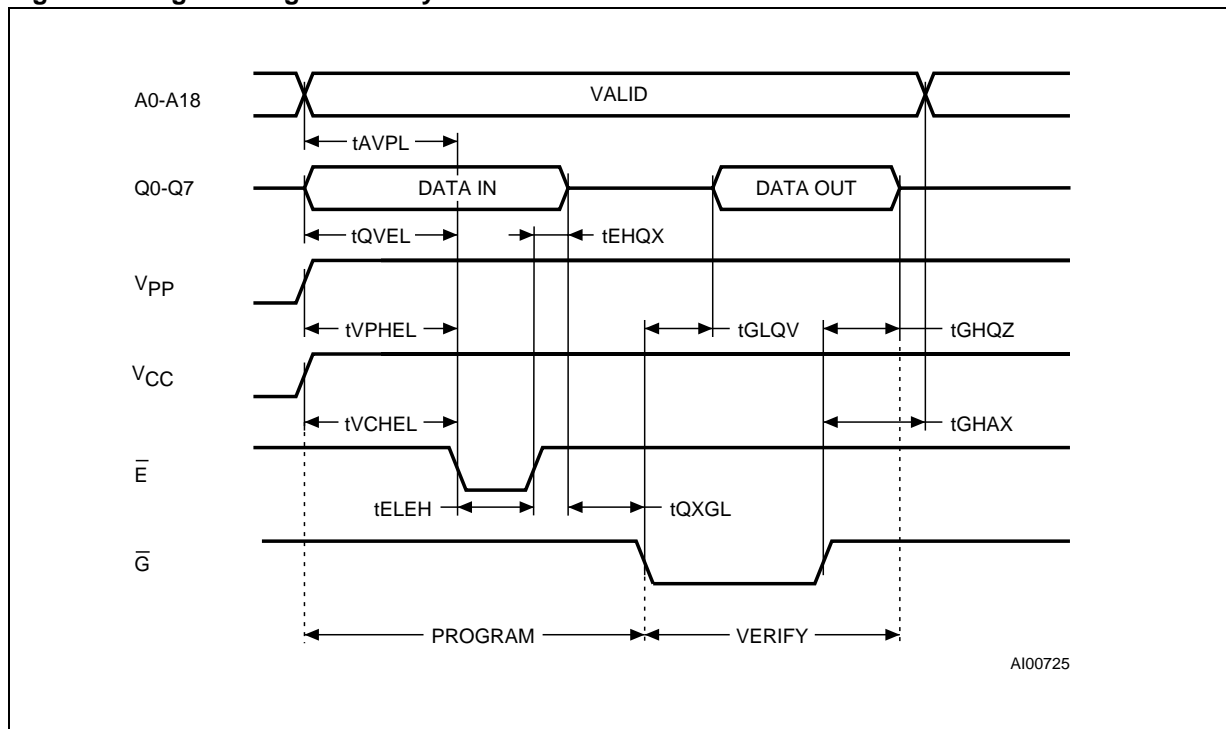 A0-A18
VALID
tAVPL
Q0-Q7
DATA IN
DATA OUT
tQVEL
tEHQX
VPP
tVPHEL
tGLQV
tGHQZ
VCC
tVCHEL
tGHAX
E̅
tELEH
tQXGL
G̅
PROGRAM
VERIFY
AI00725